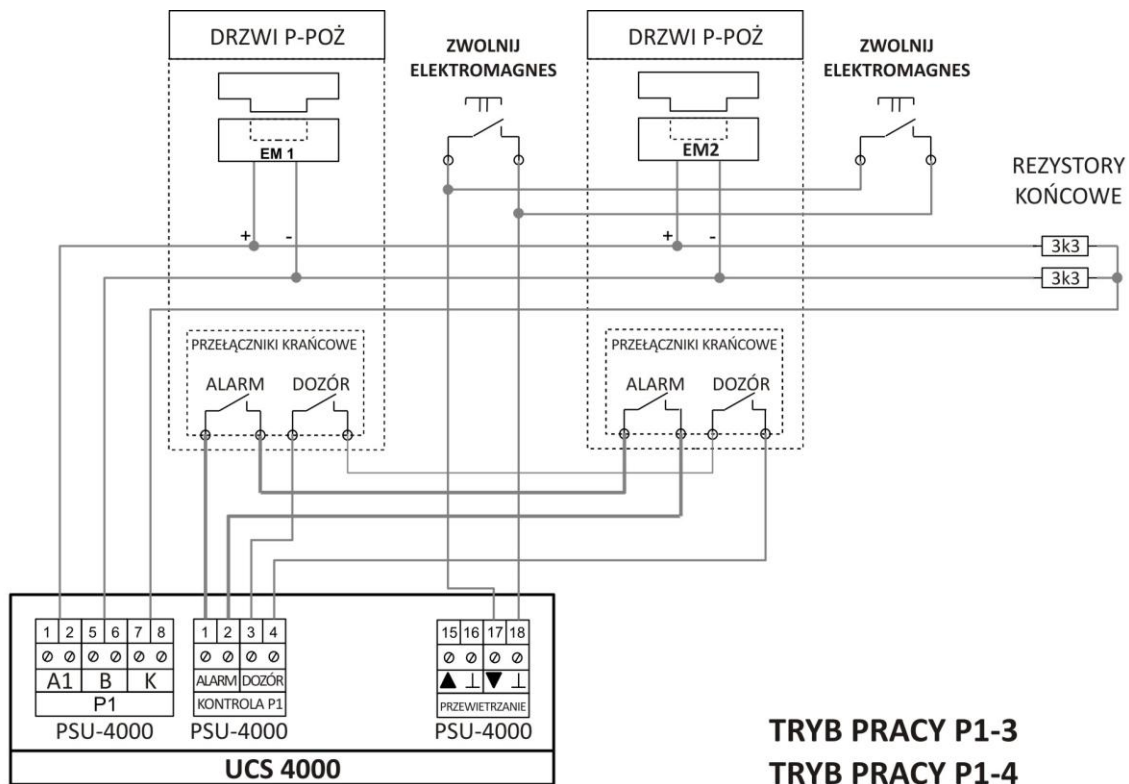 DRZWI P-POŻ
ZWOLNIJ
ELEKTROMAGNES
EM 1
+
-
DRZWI P-POŻ
ZWOLNIJ
ELEKTROMAGNES
EM2
+
-
REZYSTORY
KOŃCOWE
3k3
3k3
PRZEŁĄCZNIKI KRAŃCOWE
ALARM DOZÓR
PRZEŁĄCZNIKI KRAŃCOWE
ALARM DOZÓR
1 2 5 6 7 8
A1 B K
P1
PSU-4000
1 2 3 4
ALARM DOZÓR
KONTROLA P1
PSU-4000
15 16 17 18
▲ ⊥ ▼ ⊥
PRZEWIETRZANIE
PSU-4000
UCS 4000
TRYB PRACY P1-3
TRYB PRACY P1-4